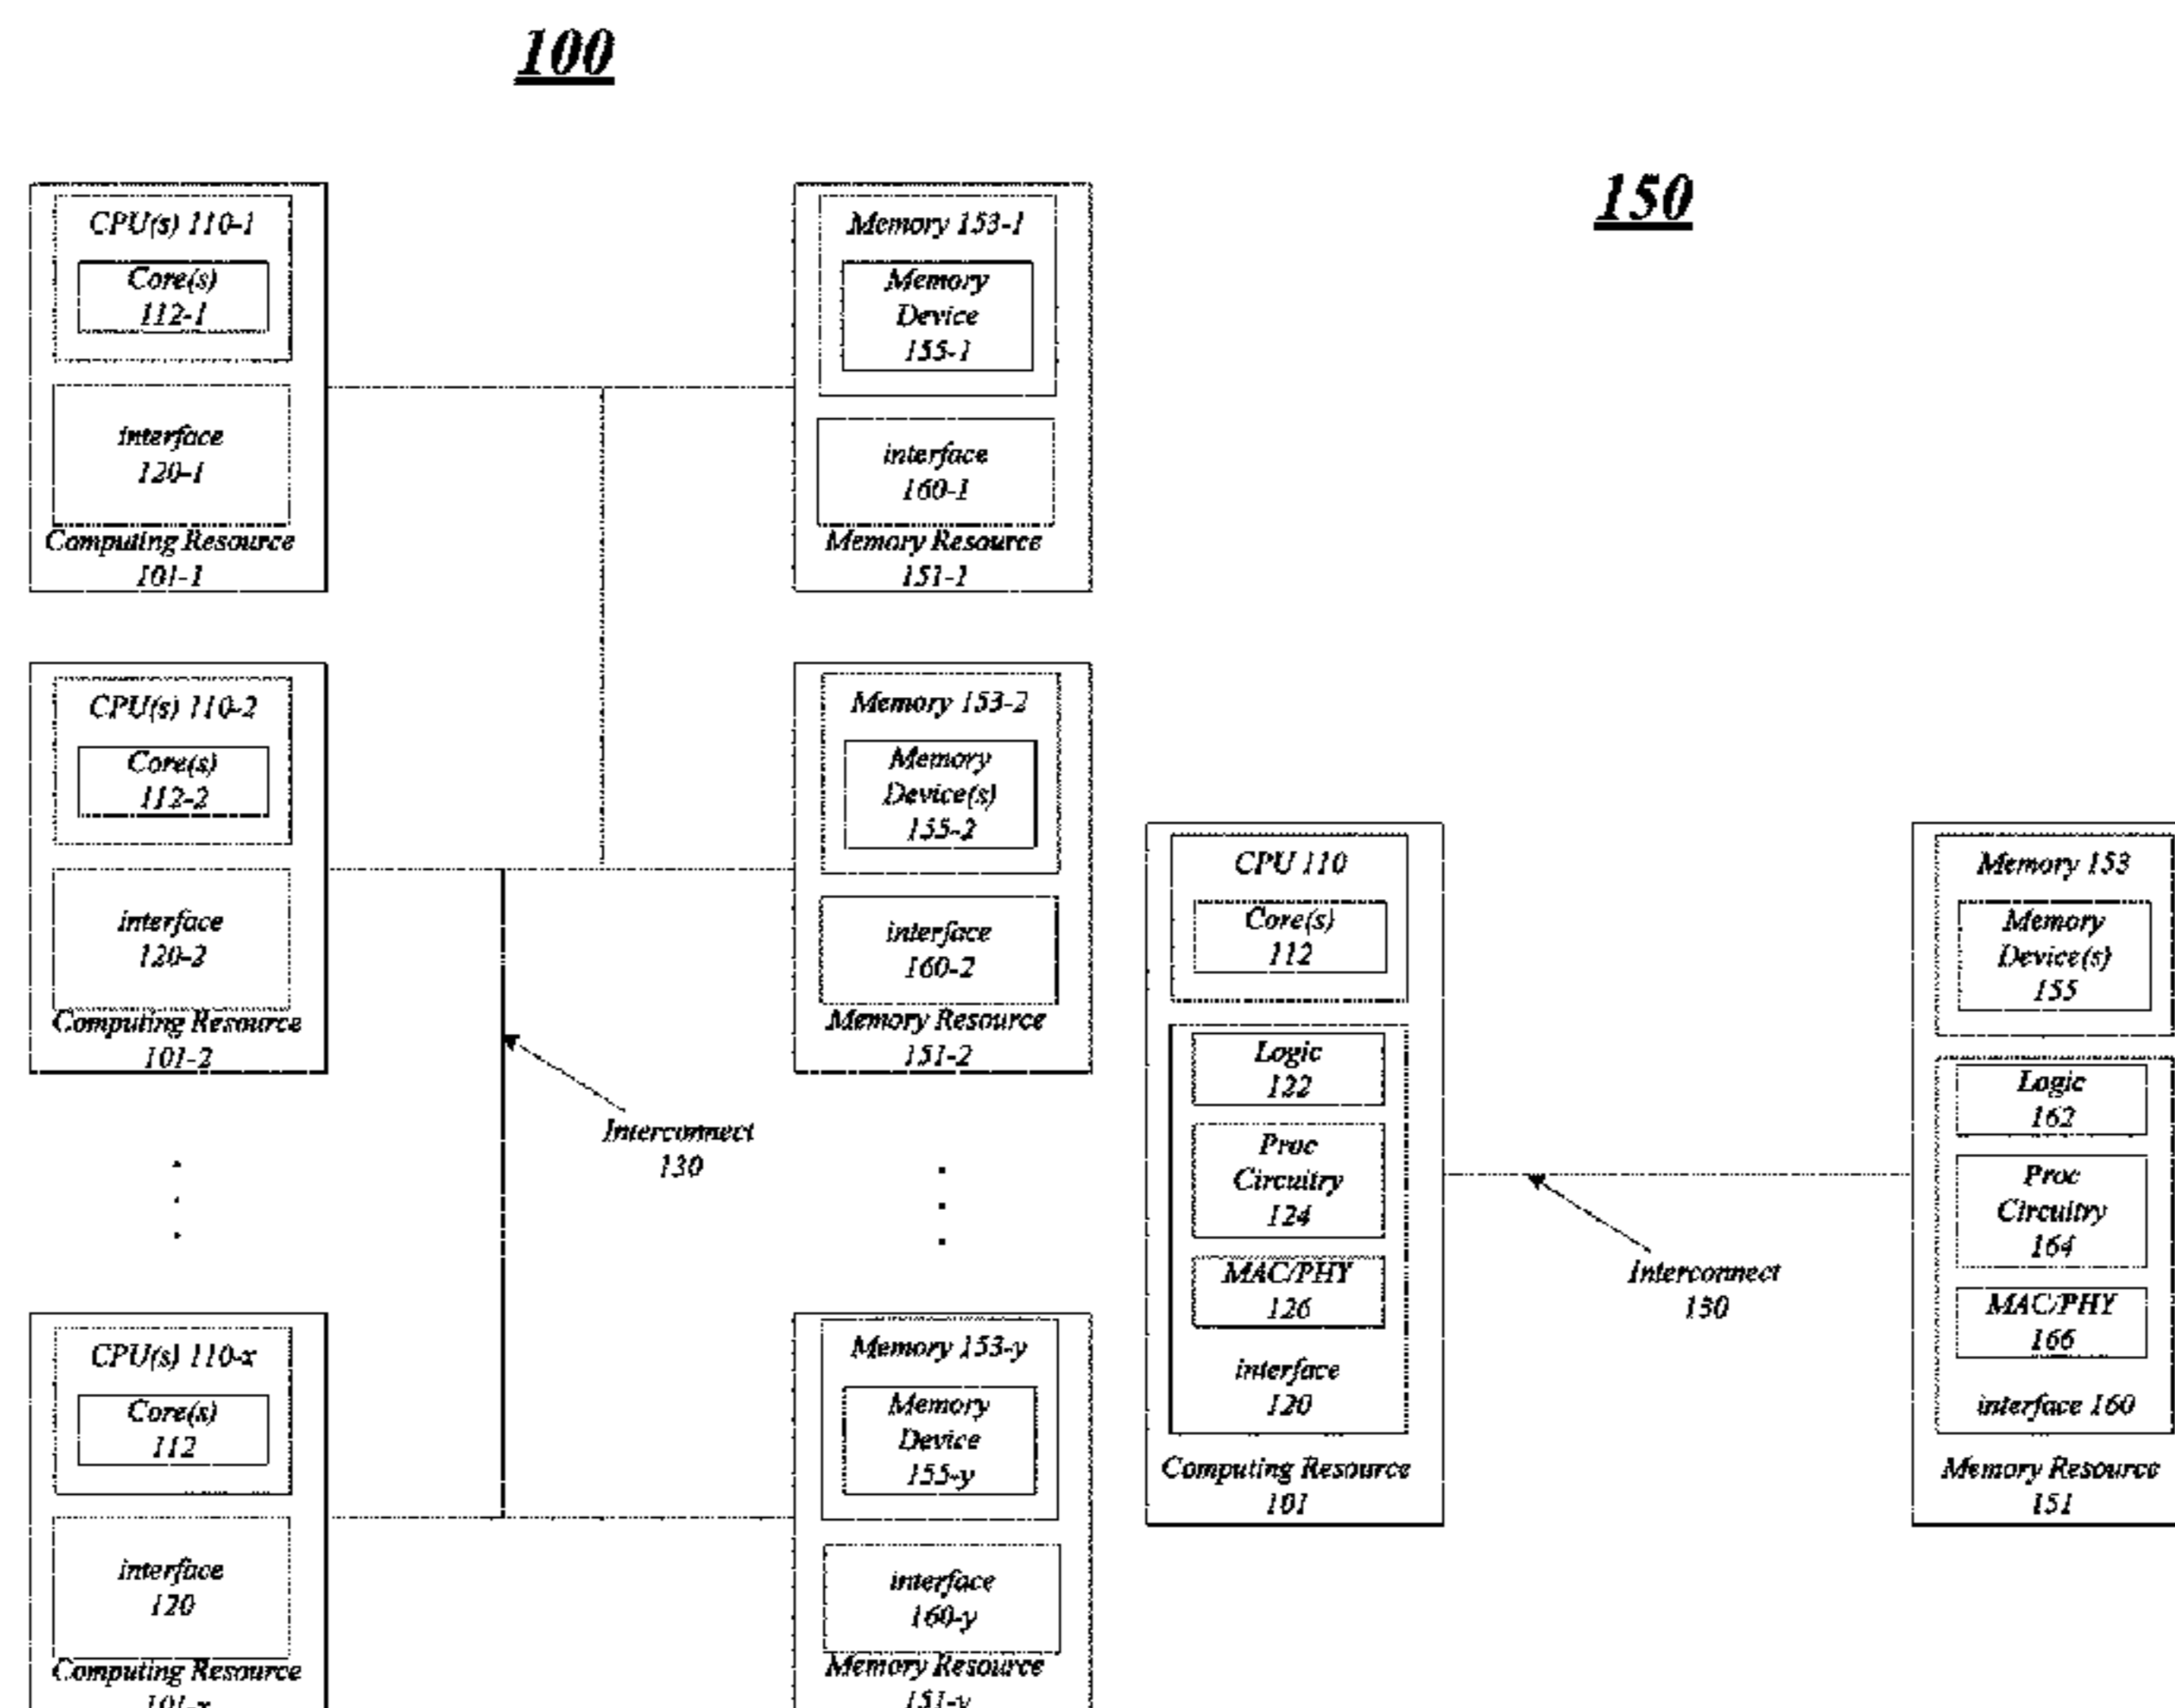 100
CPU(s) 110-1
Core(s)
112-1
interface
120-1
Computing Resource
101-1
Memory 153-1
Memory
Device
155-1
interface
160-1
Memory Resource
151-1
CPU(s) 110-2
Core(s)
112-2
interface
120-2
Computing Resource
101-2
Memory 153-2
Memory
Device(s)
155-2
interface
160-2
Memory Resource
151-2
Interconnect
130
CPU(s) 110-x
Core(s)
112
interface
120
Computing Resource
101-x
Memory 153-y
Memory
Device
155-y
interface
160-y
Memory Resource
151-y
150
CPU 110
Core(s)
112
Logic
122
Proc
Circuitry
124
MAC/PHY
126
interface
120
Computing Resource
101
Interconnect
130
Memory 153
Memory
Device(s)
155
Logic
162
Proc
Circuitry
164
MAC/PHY
166
interface 160
Memory Resource
151